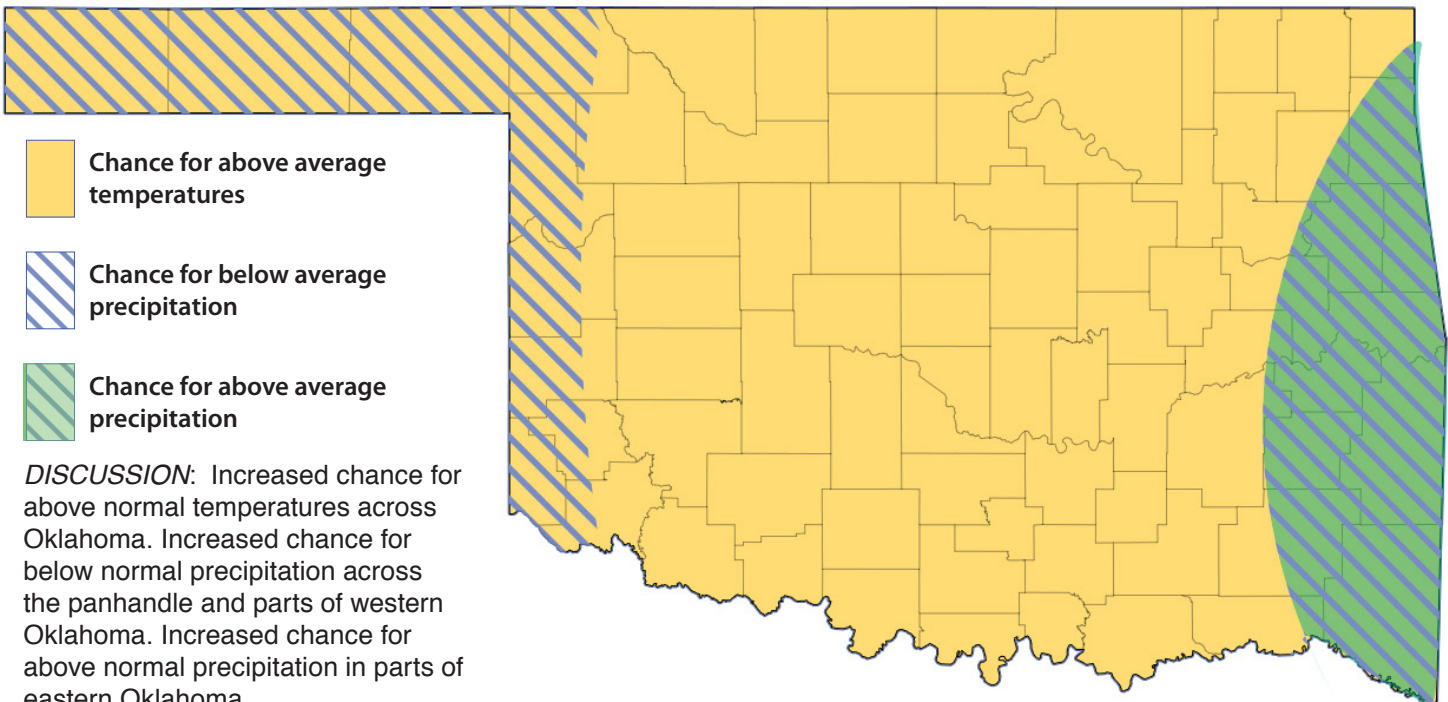 Chance for above average
temperatures
Chance for below average
precipitation
Chance for above average
precipitation
DISCUSSION: Increased chance for
above normal temperatures across
Oklahoma. Increased chance for
below normal precipitation across
the panhandle and parts of western
Oklahoma. Increased chance for
above normal precipitation in parts of
eastern Oklahoma